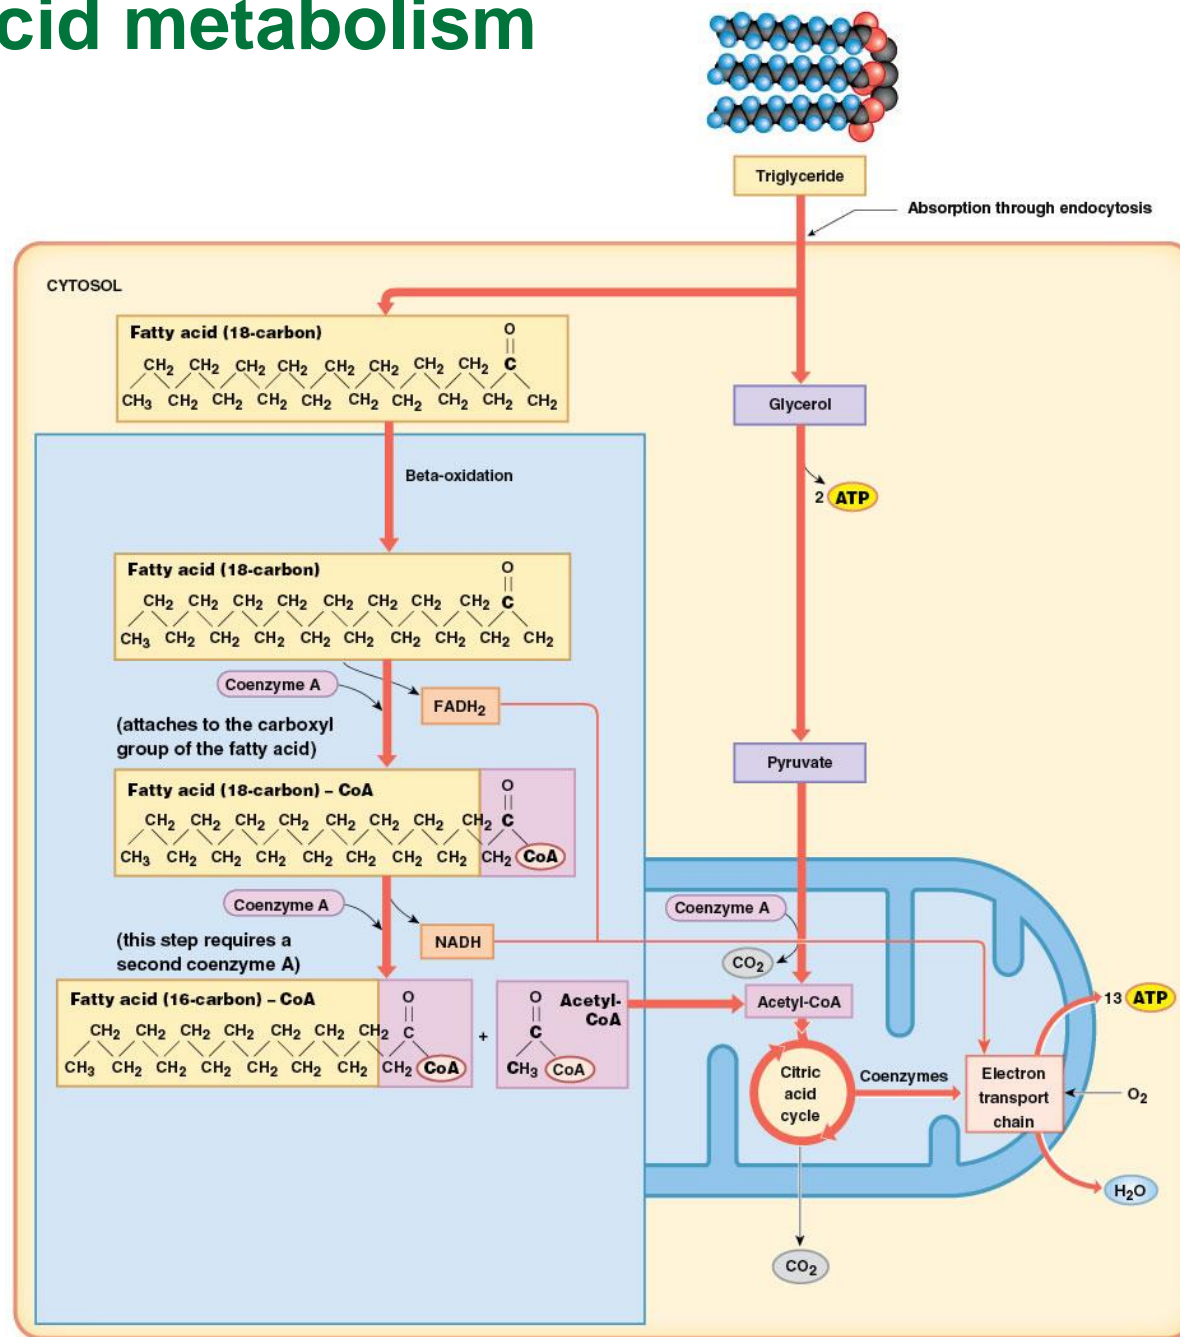 cid metabolism
Triglyceride
Absorption through endocytosis
CYTOSOL
Fatty acid (18-carbon)
O
CH₂ CH₂ CH₂ CH₂ CH₂ CH₂ CH₂ CH₂ C
CH₃ CH₂ CH₂ CH₂ CH₂ CH₂ CH₂ CH₂ CH₂ CH₂
Glycerol
Beta-oxidation
2 ATP
Fatty acid (18-carbon)
O
CH₂ CH₂ CH₂ CH₂ CH₂ CH₂ CH₂ CH₂ C
CH₃ CH₂ CH₂ CH₂ CH₂ CH₂ CH₂ CH₂ CH₂ CH₂
Coenzyme A
FADH₂
(attaches to the carboxyl
group of the fatty acid)
Pyruvate
Fatty acid (18-carbon) – CoA
O
CH₂ CH₂ CH₂ CH₂ CH₂ CH₂ CH₂ CH₂ C
CH₃ CH₂ CH₂ CH₂ CH₂ CH₂ CH₂ CH₂ CH₂ CoA
Coenzyme A
NADH
(this step requires a
second coenzyme A)
Coenzyme A
CO₂
Fatty acid (16-carbon) – CoA
O
CH₂ CH₂ CH₂ CH₂ CH₂ CH₂ CH₂ C
CH₃ CH₂ CH₂ CH₂ CH₂ CH₂ CH₂ CH₂ CoA
+
O
Acetyl-
CoA
C
CH₃ CoA
Acetyl-CoA
Citric
acid
cycle
Coenzymes
Electron
transport
chain
13 ATP
O₂
H₂O
CO₂